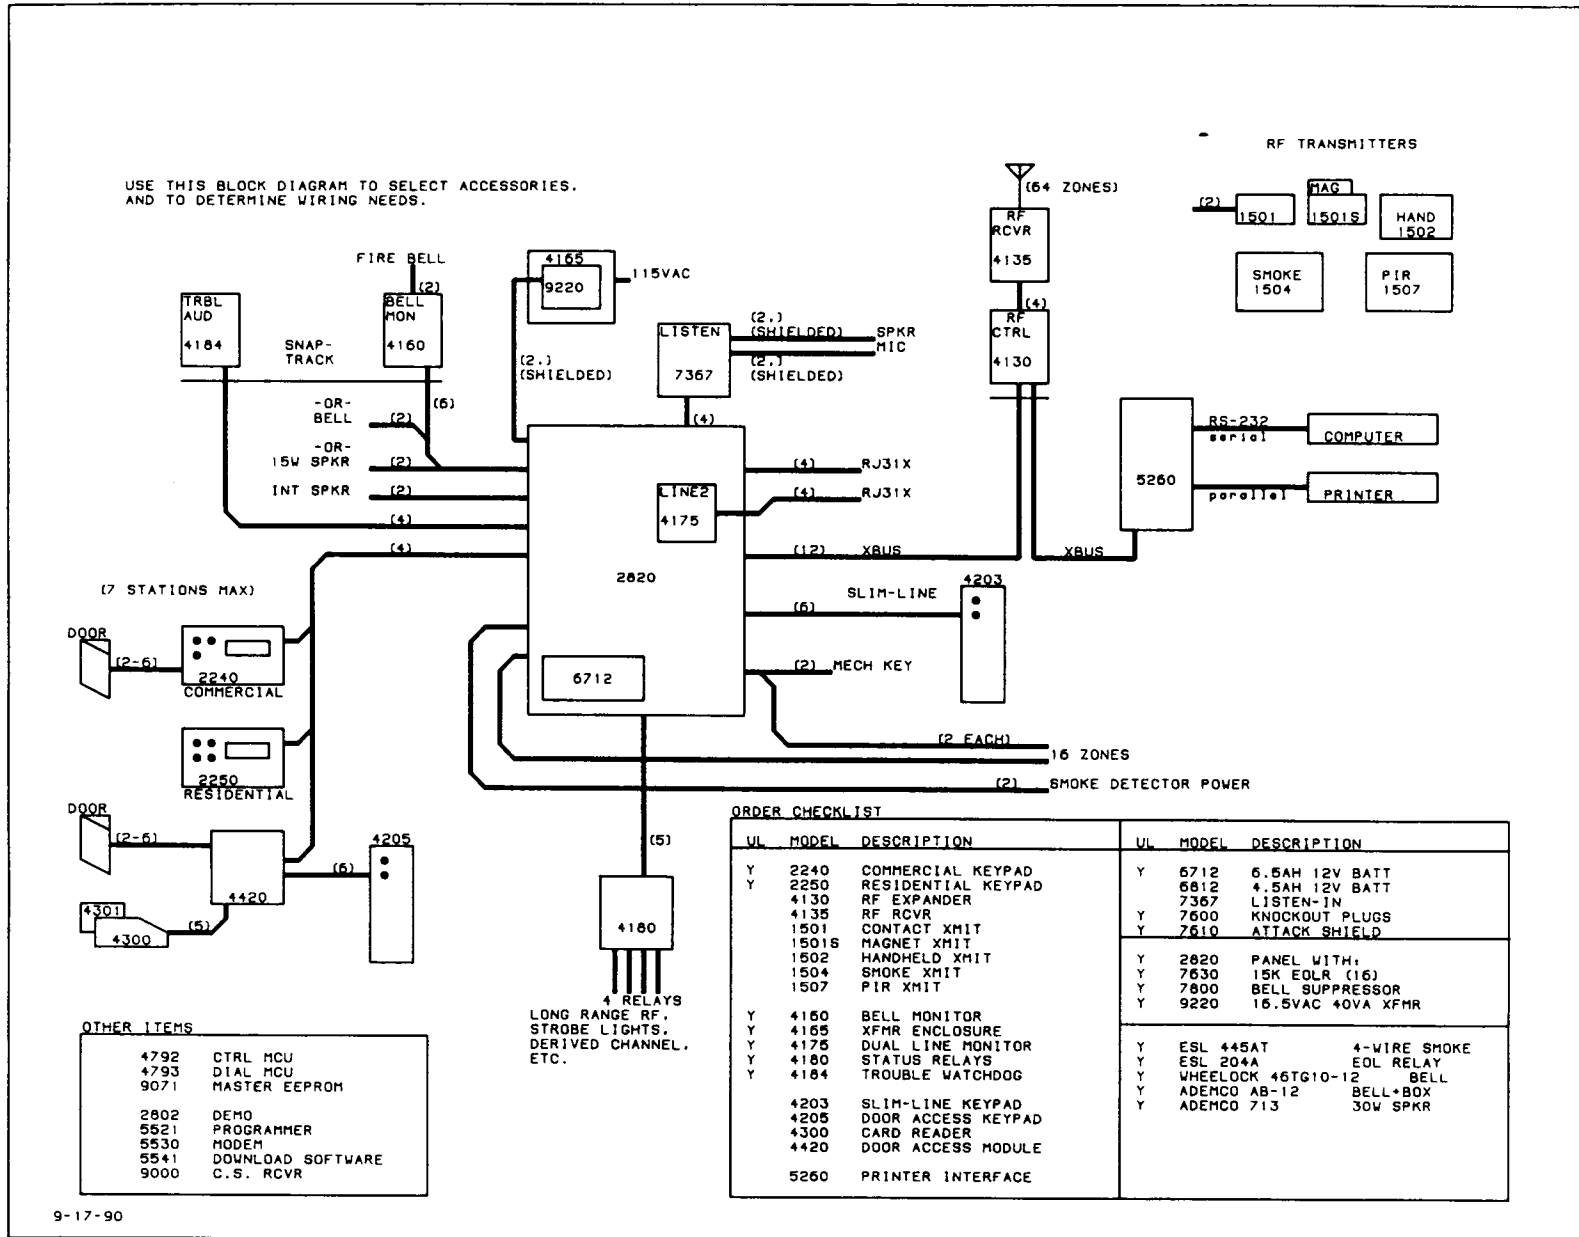 RF TRANSMITTERS
USE THIS BLOCK DIAGRAM TO SELECT ACCESSORIES.
AND TO DETERMINE WIRING NEEDS.
(64 ZONES)
(2)
1501
MAG
1501S
HAND
1502
SMOKE
1504
PIR
1507
RF
RCVR
4135
(4)
RF
CTRL
4130
FIRE BELL
(2)
TRBL
AUD
4184
BELL
MON
4160
SNAP-
TRACK
(6)
4165
9220
115VAC
(2.)
(SHIELDED)
LISTEN
7367
(4)
(2.)
(SHIELDED)
SPKR
MIC
(2.)
(SHIELDED)
-OR-
BELL
(2)
-OR-
15W SPKR
(2)
INT SPKR
(2)
(4)
(4)
(4)
RJ31X
LINE2
4175
(4)
RJ31X
(12)
XBUS
XBUS
5260
RS-232
serial
COMPUTER
parallel
PRINTER
2820
6712
SLIM-LINE
(6)
4203
(2)
MECH KEY
(2 EACH)
16 ZONES
(2)
SMOKE DETECTOR POWER
(7 STATIONS MAX)
DOOR
(2-6)
2240
COMMERCIAL
2250
RESIDENTIAL
DOOR
(2-6)
4420
(6)
4205
4301
4300
(5)
(5)
4180
4 RELAYS
LONG RANGE RF.
STROBE LIGHTS.
DERIVED CHANNEL.
ETC.
ORDER CHECKLIST
UL MODEL DESCRIPTION
Y 2240 COMMERCIAL KEYPAD
Y 2250 RESIDENTIAL KEYPAD
4130 RF EXPANDER
4135 RF RCVR
1501 CONTACT XMIT
1501S MAGNET XMIT
1502 HANDHELD XMIT
1504 SMOKE XMIT
1507 PIR XMIT
Y 4160 BELL MONITOR
Y 4165 XFMR ENCLOSURE
Y 4175 DUAL LINE MONITOR
Y 4180 STATUS RELAYS
Y 4184 TROUBLE WATCHDOG
4203 SLIM-LINE KEYPAD
4205 DOOR ACCESS KEYPAD
4300 CARD READER
4420 DOOR ACCESS MODULE
5260 PRINTER INTERFACE
UL MODEL DESCRIPTION
Y 6712 6.5AH 12V BATT
6812 4.5AH 12V BATT
7367 LISTEN-IN
Y 7600 KNOCKOUT PLUGS
Y 7610 ATTACK SHIELD
Y 2820 PANEL WITH:
Y 7630 15K EOLR (16)
Y 7800 BELL SUPPRESSOR
Y 9220 16.5VAC 40VA XFMR
Y ESL 445AT 4-WIRE SMOKE
Y ESL 204A EOL RELAY
Y WHEELOCK 46TG10-12 BELL
Y ADEMCO AB-12 BELL+BOX
Y ADEMCO 713 30W SPKR
OTHER ITEMS
4792 CTRL MCU
4793 DIAL MCU
9071 MASTER EEPROM
2802 DEMO
5521 PROGRAMMER
5530 MODEM
5541 DOWNLOAD SOFTWARE
9000 C.S. RCVR
9-17-90